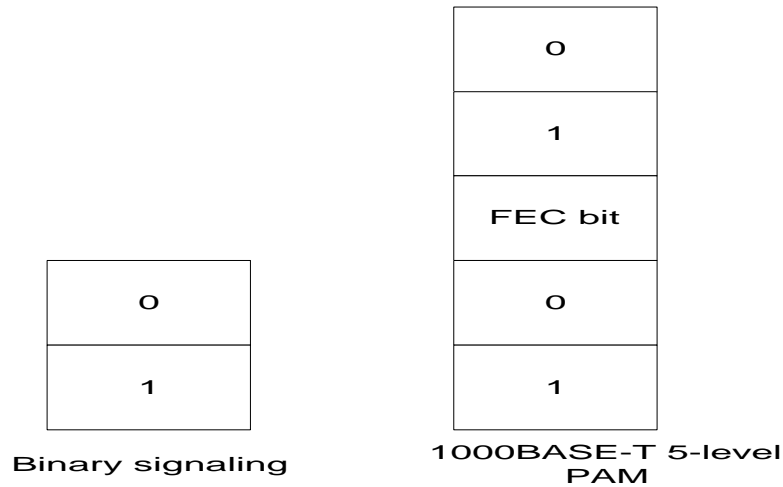 0
1
Binary signaling
0
1
FEC bit
0
1
1000BASE-T 5-level
PAM